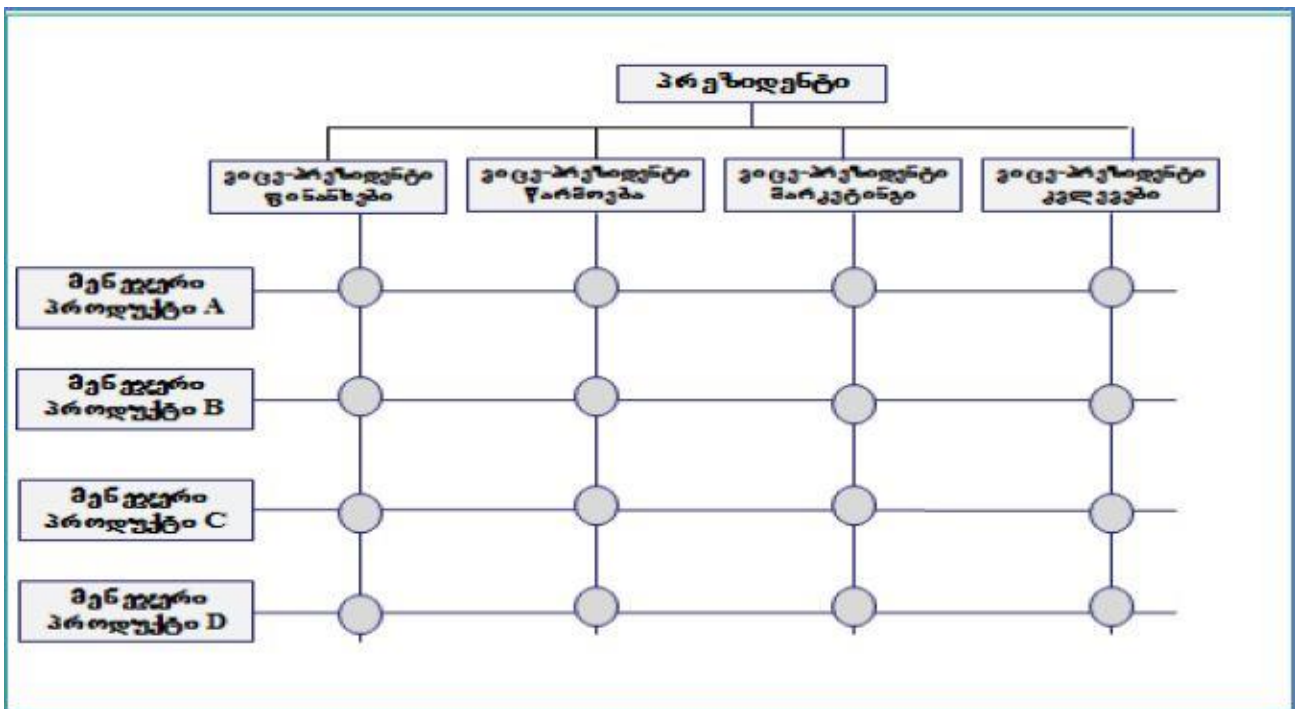 პრეზიდენტი
ვიცე-პრეზიდენტი
ფინანსები
ვიცე-პრეზიდენტი
წარმოება
ვიცე-პრეზიდენტი
მარკეტინგი
ვიცე-პრეზიდენტი
კვლევები
მენეჯერი
პროდუქტი A
მენეჯერი
პროდუქტი B
მენეჯერი
პროდუქტი C
მენეჯერი
პროდუქტი D